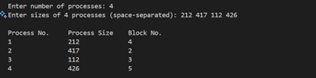 Enter number of processes: 4
Enter sizes of 4 processes (space-separated): 212 417 112 426
Process No. Process Size Block No.
1 212 4
2 417 2
3 112 3
4 426 5